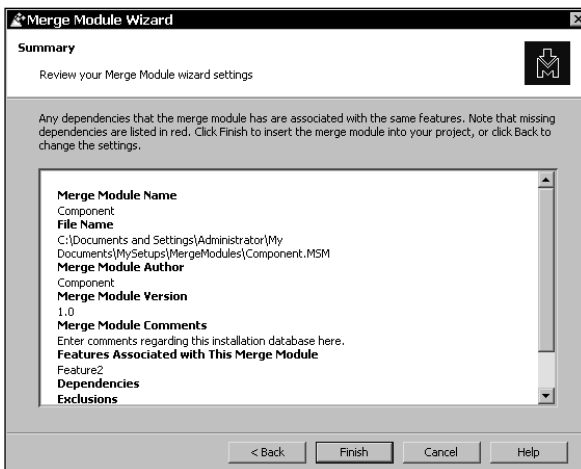 Merge Module Wizard
Summary
Review your Merge Module wizard settings
Any dependencies that the merge module has are associated with the same features. Note that missing
dependencies are listed in red. Click Finish to insert the merge module into your project, or click Back to
change the settings.
Merge Module Name
Component
File Name
C:\Documents and Settings\Administrator\My
Documents\MySetups\MergeModules\Component.MSM
Merge Module Author
Component
Merge Module Version
1.0
Merge Module Comments
Enter comments regarding this installation database here.
Features Associated with This Merge Module
Feature2
Dependencies
Exclusions
< Back Finish Cancel Help